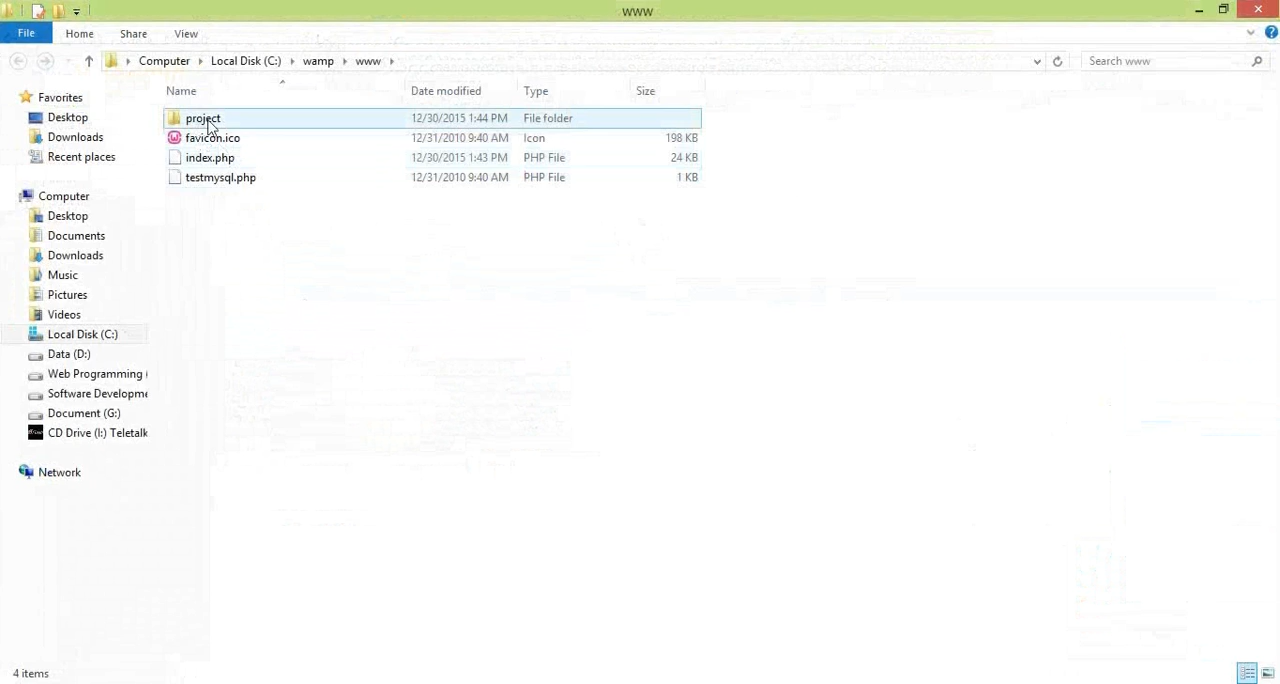 www
File Home Share View
Computer Local Disk (C:) wamp www Search www
Name Date modified Type Size
project 12/30/2015 1:44 PM File folder
favicon.ico 12/31/2010 9:40 AM Icon 198 KB
index.php 12/30/2015 1:43 PM PHP File 24 KB
testmysql.php 12/31/2010 9:40 AM PHP File 1 KB
Favorites
Desktop
Downloads
Recent places
Computer
Desktop
Documents
Downloads
Music
Pictures
Videos
Local Disk (C:)
Data (D:)
Web Programming (
Software Developme
Document (G:)
CD Drive (I:) Teletalk
Network
4 items